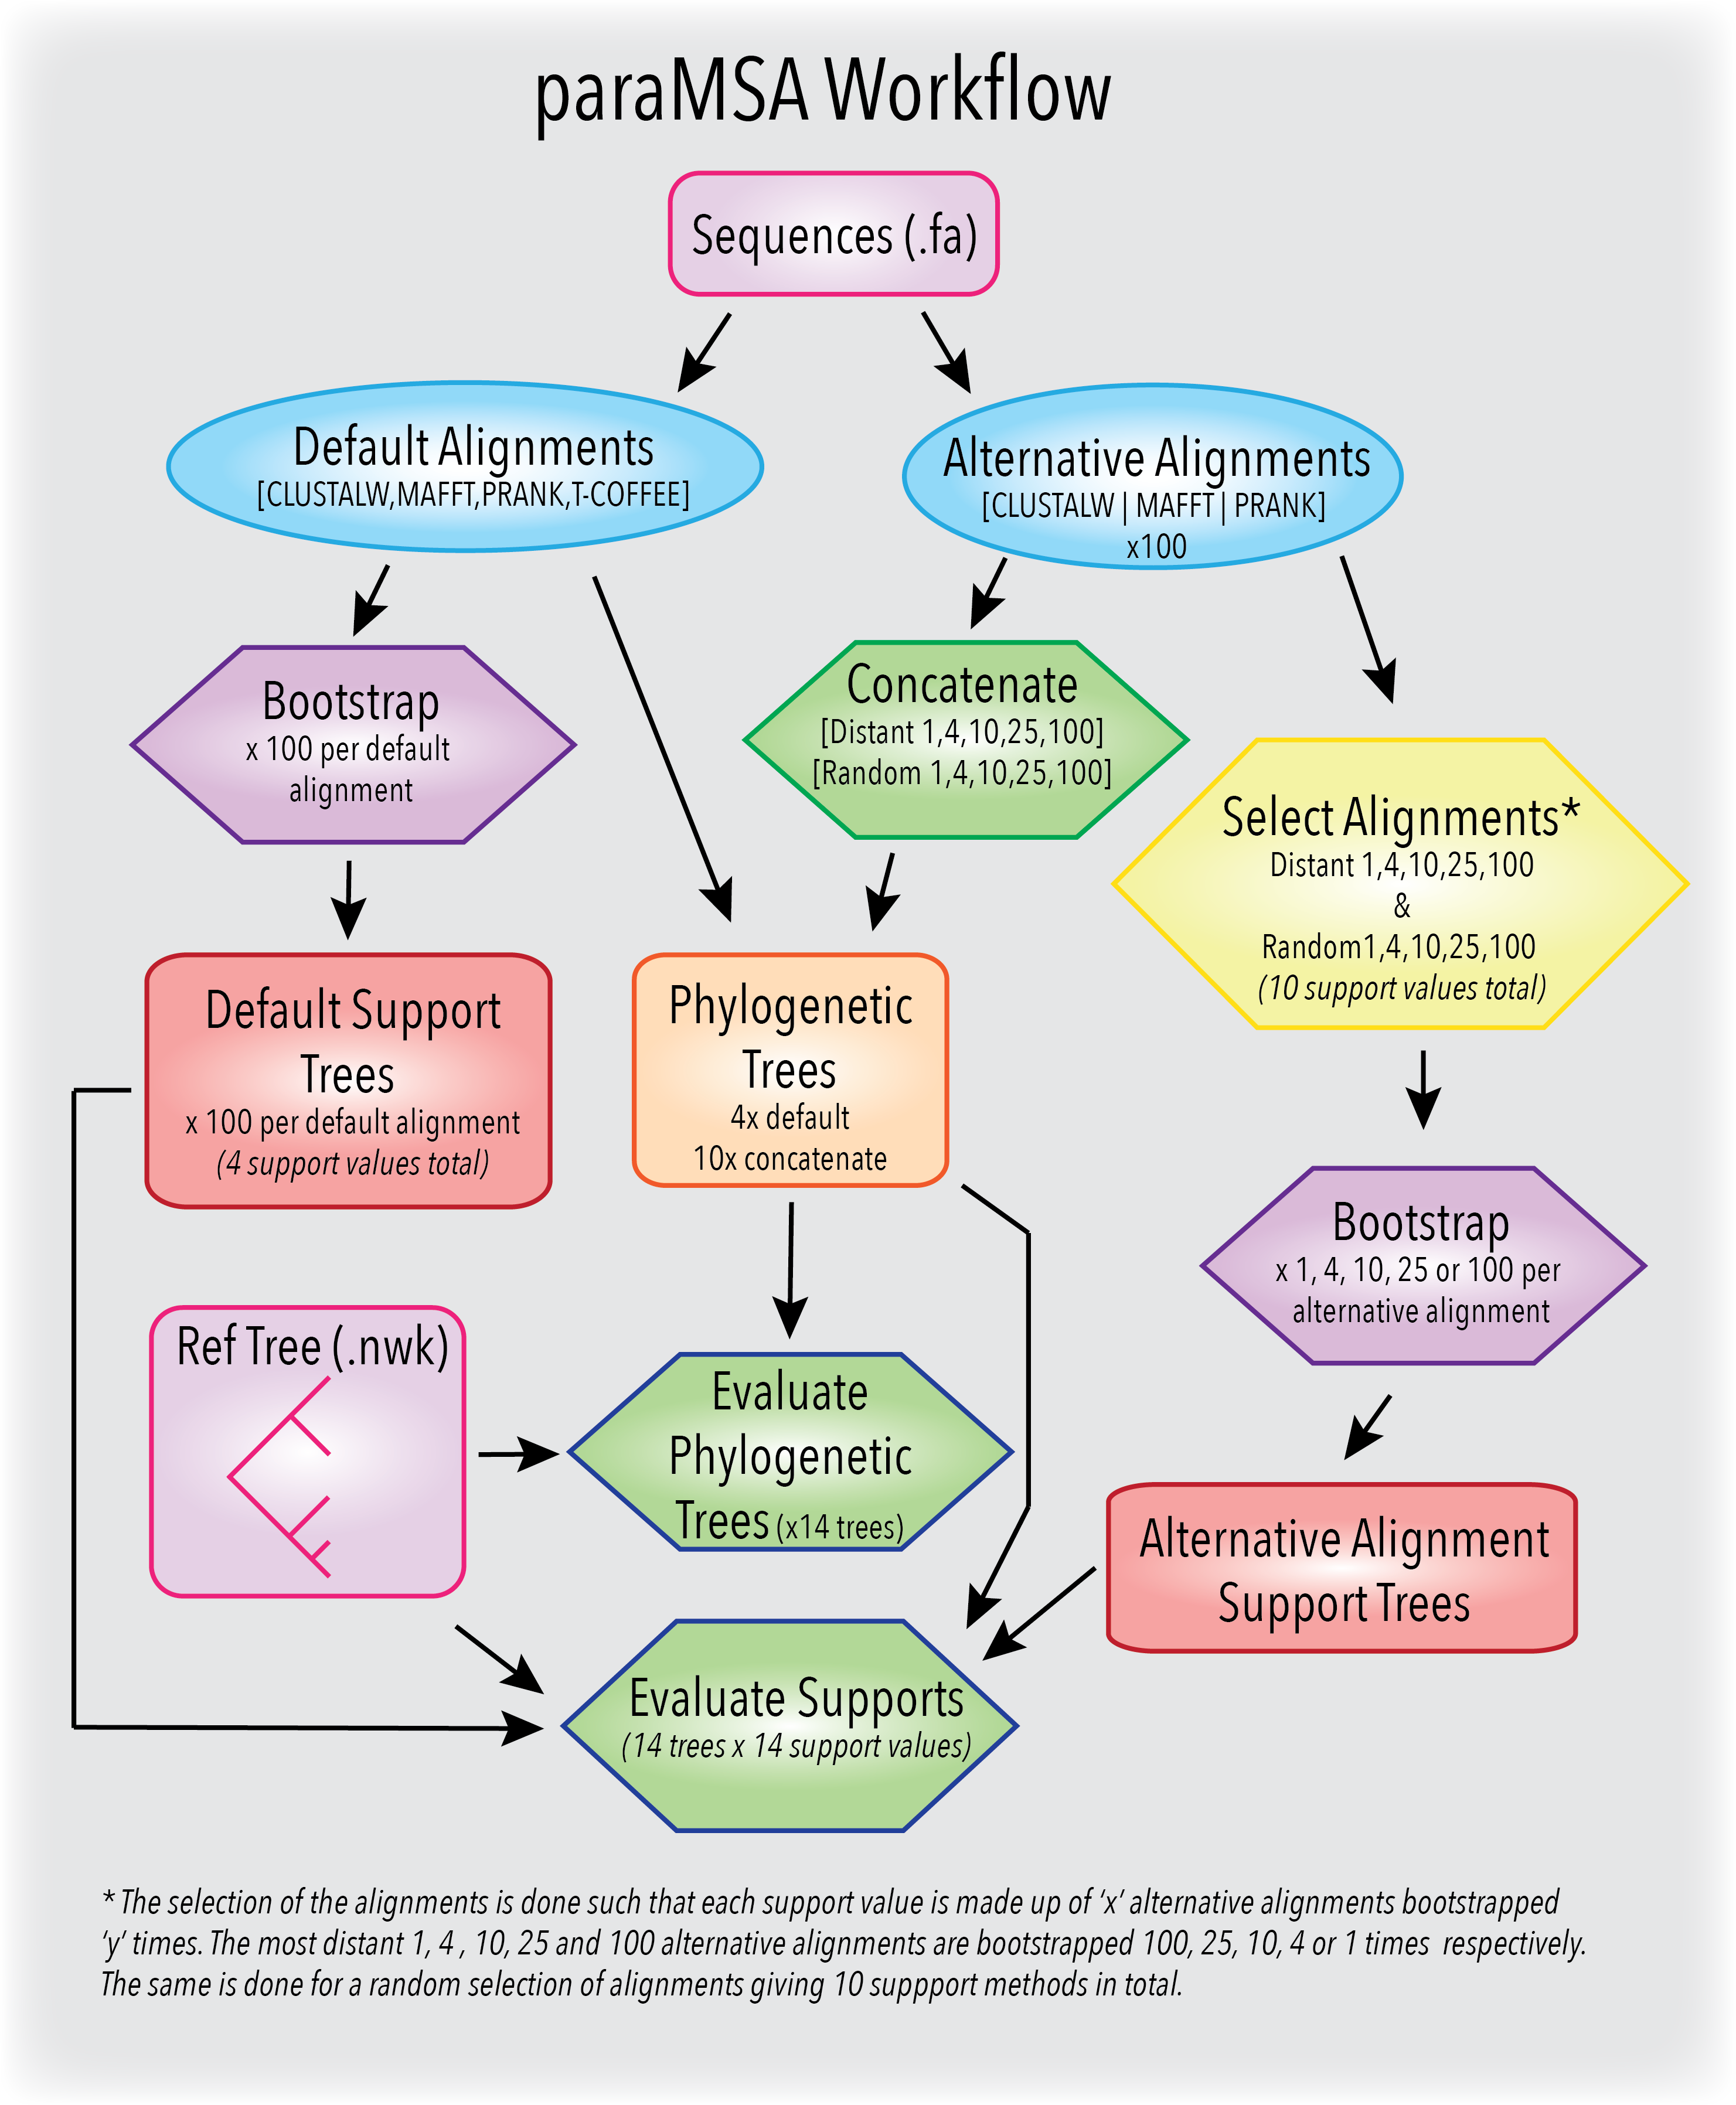 paraMSA Workflow
Sequences (.fa)
Default Alignments
[CLUSTALW,MAFFT,PRANK,T-COFFEE]
Alternative Alignments
[CLUSTALW | MAFFT | PRANK]
x100
Bootstrap
x 100 per default
alignment
Concatenate
[Distant 1,4,10,25,100]
[Random 1,4,10,25,100]
Select Alignments*
Distant 1,4,10,25,100
&
Random1,4,10,25,100
(10 support values total)
Default Support
Trees
x 100 per default alignment
(4 support values total)
Phylogenetic
Trees
4x default
10x concatenate
Bootstrap
x 1, 4, 10, 25 or 100 per
alternative alignment
Ref Tree (.nwk)
Evaluate
Phylogenetic
Trees (x14 trees)
Alternative Alignment
Support Trees
Evaluate Supports
(14 trees x 14 support values)
* The selection of the alignments is done such that each support value is made up of ‘x’ alternative alignments bootstrapped
‘y’ times. The most distant 1, 4 , 10, 25 and 100 alternative alignments are bootstrapped 100, 25, 10, 4 or 1 times respectively.
The same is done for a random selection of alignments giving 10 suppport methods in total.